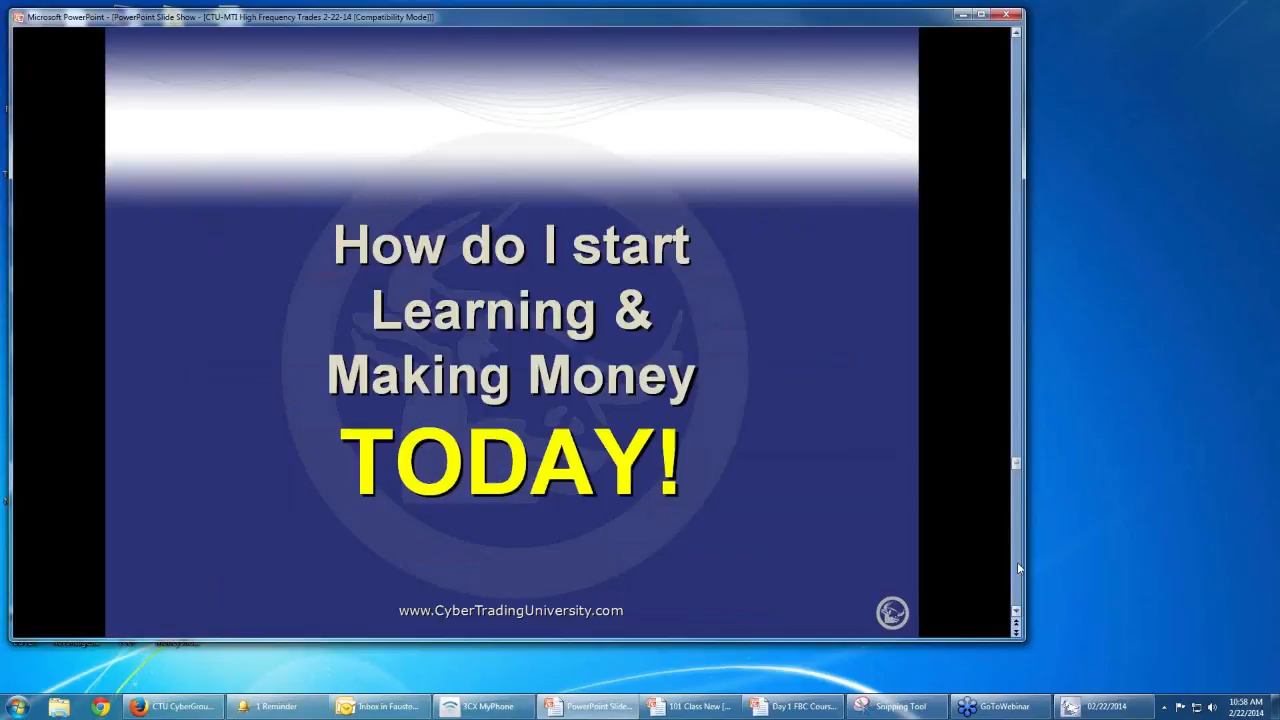 Microsoft PowerPoint - [PowerPoint Slide Show - [CTU-MTI High Frequency Trades 2-22-14 [Compatibility Mode]]]
How do I start
Learning &
Making Money
TODAY!
www.CyberTradingUniversity.com
CTU CyberGrou...
1 Reminder
Inbox in Fausto...
3CX MyPhone
PowerPoint Slide...
101 Class New [...
Day 1 FBC Cours...
Snipping Tool
GoToWebinar
02/22/2014
10:58 AM
2/22/2014